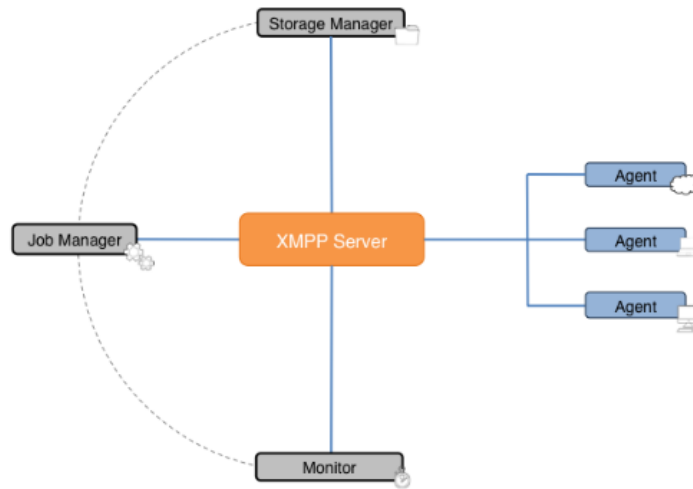 Storage Manager
Job Manager
XMPP Server
Agent
Agent
Agent
Monitor